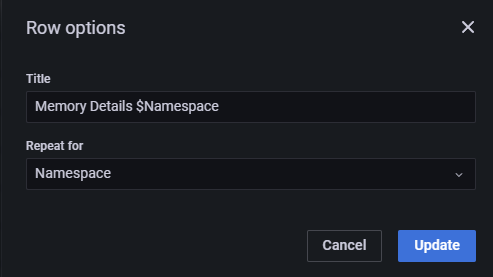 Row options
Title
Memory Details $Namespace
Repeat for
Namespace
Cancel Update